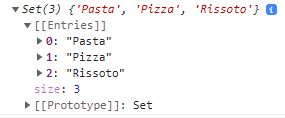 ▼Set(3) {'Pasta', 'Pizza', 'Rissoto'} i
▼[[Entries]]
▶0: "Pasta"
▶1: "Pizza"
▶2: "Rissoto"
size: 3
▶[[Prototype]]: Set